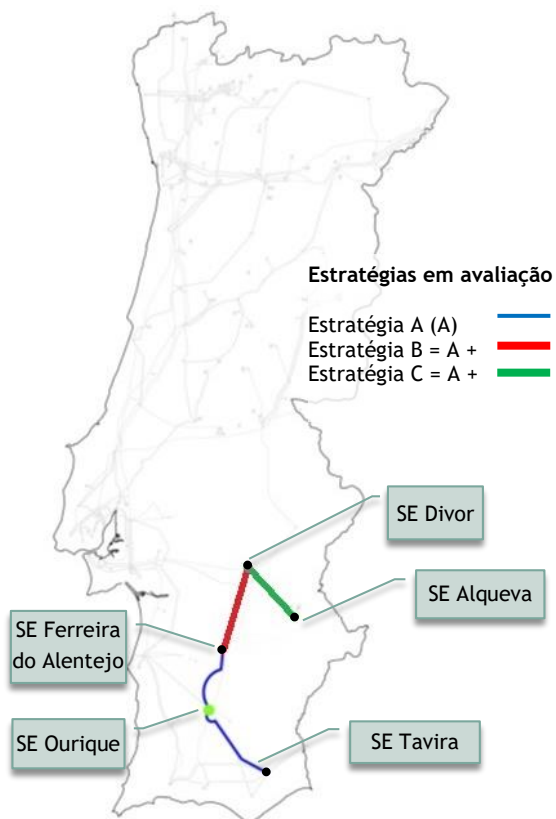 Estratégias em avaliação
Estratégia A (A)
Estratégia B = A +
Estratégia C = A +
SE Divor
SE Alqueva
SE Ferreira
do Alentejo
SE Ourique
SE Tavira